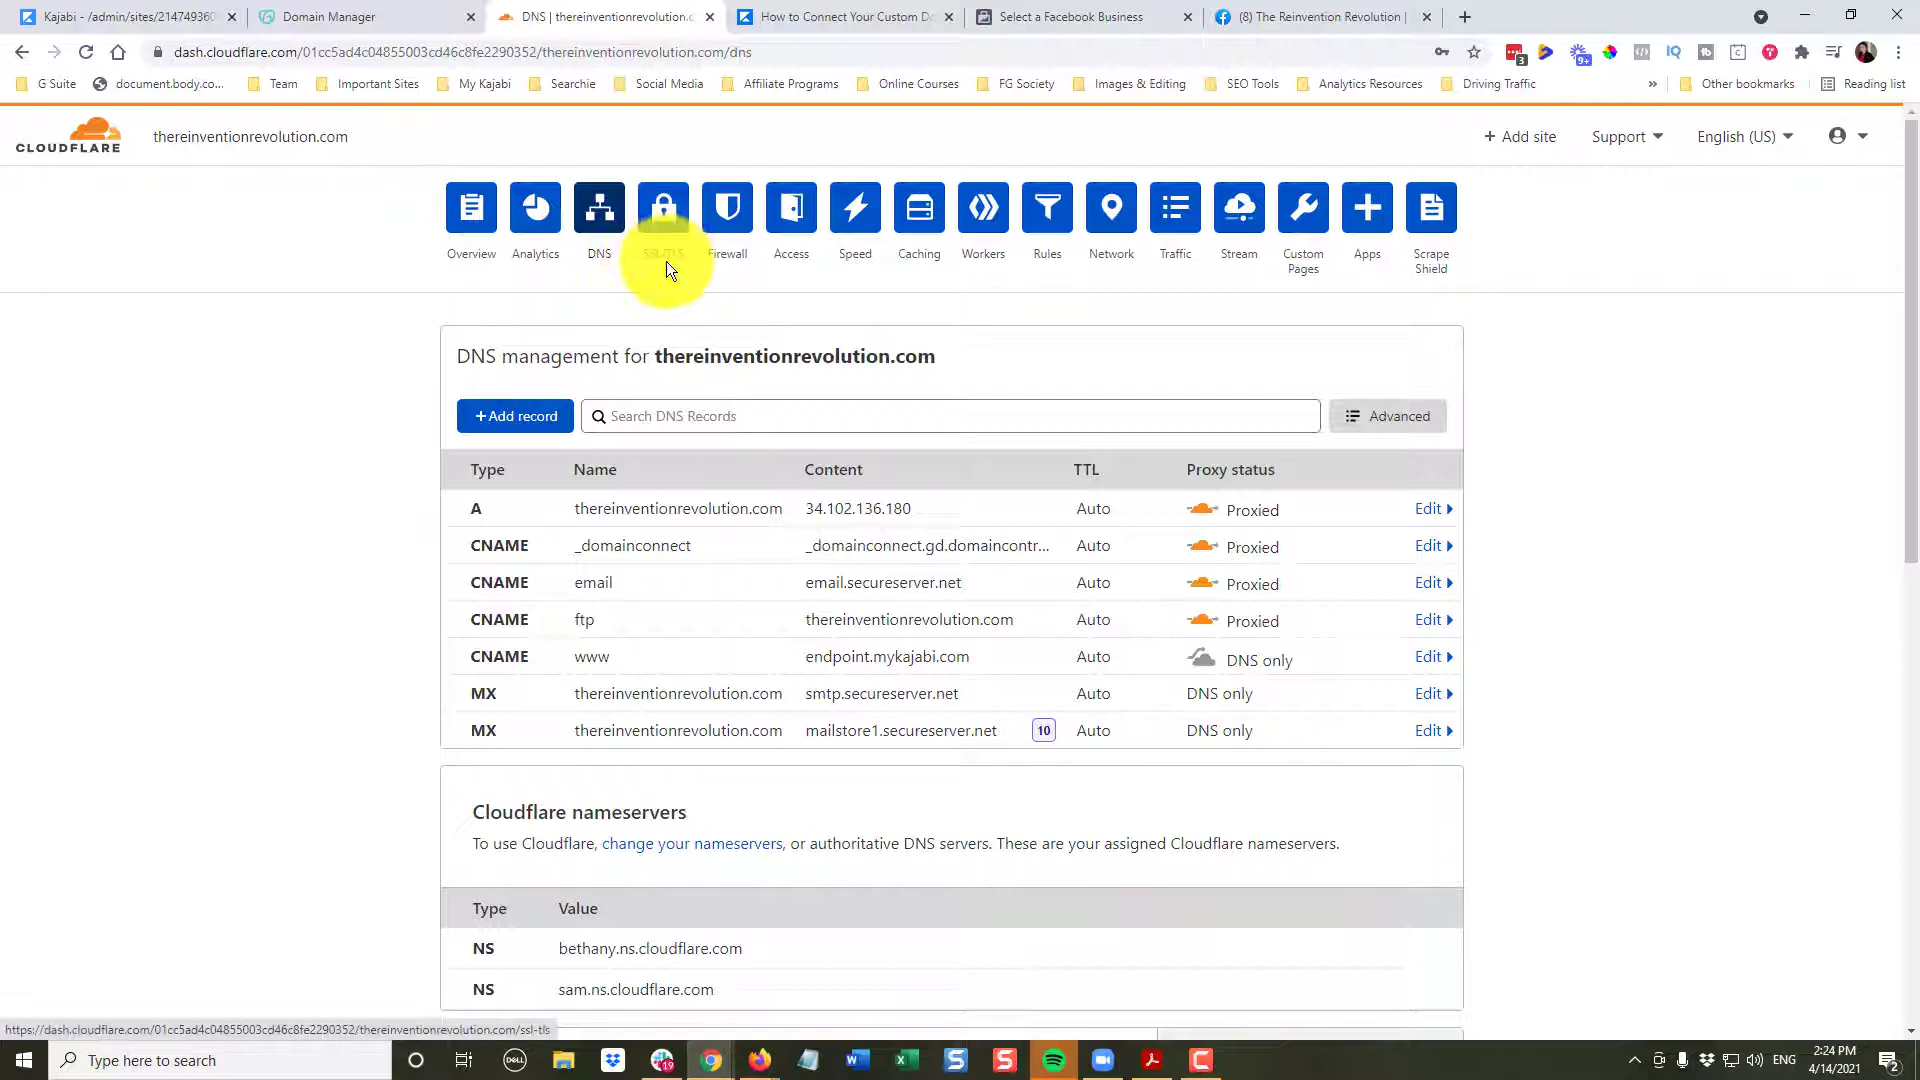 Kajabi - /admin/sites/214749360
Domain Manager
DNS | thereinventionrevolution.c
How to Connect Your Custom Do
Select a Facebook Business
(8) The Reinvention Revolution |
dash.cloudflare.com/01cc5ad4c04855003cd46c8fe2290352/thereinventionrevolution.com/dns
3
9+
G Suite
document.body.co...
Team
Important Sites
My Kajabi
Searchie
Social Media
Affiliate Programs
Online Courses
FG Society
Images & Editing
SEO Tools
Analytics Resources
Driving Traffic
»
Other bookmarks
Reading list
CLOUDFLARE
thereinventionrevolution.com
+ Add site
Support
English (US)
Overview
Analytics
DNS
SSL/TLS
Firewall
Access
Speed
Caching
Workers
Rules
Network
Traffic
Stream
Custom
Pages
Apps
Scrape
Shield
DNS management for thereinventionrevolution.com
+Add record
Search DNS Records
Advanced
Type Name Content TTL Proxy status
A thereinventionrevolution.com 34.102.136.180 Auto Proxied Edit
CNAME _domainconnect _domainconnect.gd.domaincontr... Auto Proxied Edit
CNAME email email.secureserver.net Auto Proxied Edit
CNAME ftp thereinventionrevolution.com Auto Proxied Edit
CNAME www endpoint.mykajabi.com Auto DNS only Edit
MX thereinventionrevolution.com smtp.secureserver.net Auto DNS only Edit
MX thereinventionrevolution.com mailstore1.secureserver.net 10 Auto DNS only Edit
Cloudflare nameservers
To use Cloudflare, change your nameservers, or authoritative DNS servers. These are your assigned Cloudflare nameservers.
Type Value
NS bethany.ns.cloudflare.com
NS sam.ns.cloudflare.com
https://dash.cloudflare.com/01cc5ad4c04855003cd46c8fe2290352/thereinventionrevolution.com/ssl-tls
Type here to search
DELL
19
ENG
2:24 PM
4/14/2021
2